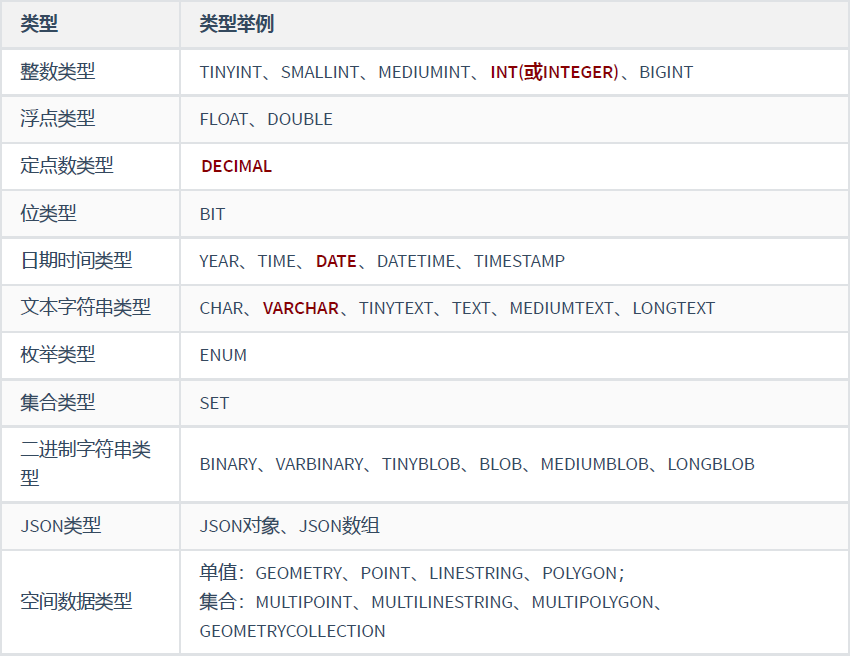 类型 类型举例
整数类型 TINYINT、SMALLINT、MEDIUMINT、INT(或INTEGER)、BIGINT
浮点类型 FLOAT、DOUBLE
定点数类型 DECIMAL
位类型 BIT
日期时间类型 YEAR、TIME、DATE、DATETIME、TIMESTAMP
文本字符串类型 CHAR、VARCHAR、TINYTEXT、TEXT、MEDIUMTEXT、LONGTEXT
枚举类型 ENUM
集合类型 SET
二进制字符串类
型
BINARY、VARBINARY、TINYBLOB、BLOB、MEDIUMBLOB、LONGBLOB
JSON类型 JSON对象、JSON数组
空间数据类型
单值：GEOMETRY、POINT、LINESTRING、POLYGON；
集合：MULTIPOINT、MULTILINESTRING、MULTIPOLYGON、
GEOMETRYCOLLECTION